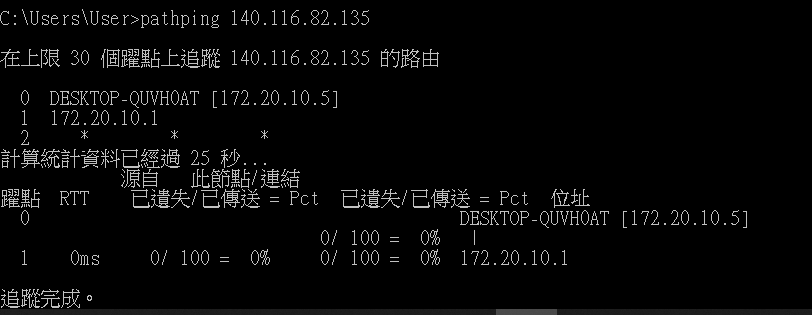 C:\Users\User>pathping 140.116.82.135
在上限 30 個躍點上追蹤 140.116.82.135 的路由
0 DESKTOP-QUVH0AT [172.20.10.5]
1 172.20.10.1
2 * * *
計算統計資料已經過 25 秒...
源自 此節點/連結
躍點 RTT 已遺失/已傳送 = Pct 已遺失/已傳送 = Pct 位址
0 DESKTOP-QUVH0AT [172.20.10.5]
0/ 100 = 0% |
1 0ms 0/ 100 = 0% 0/ 100 = 0% 172.20.10.1
追蹤完成。